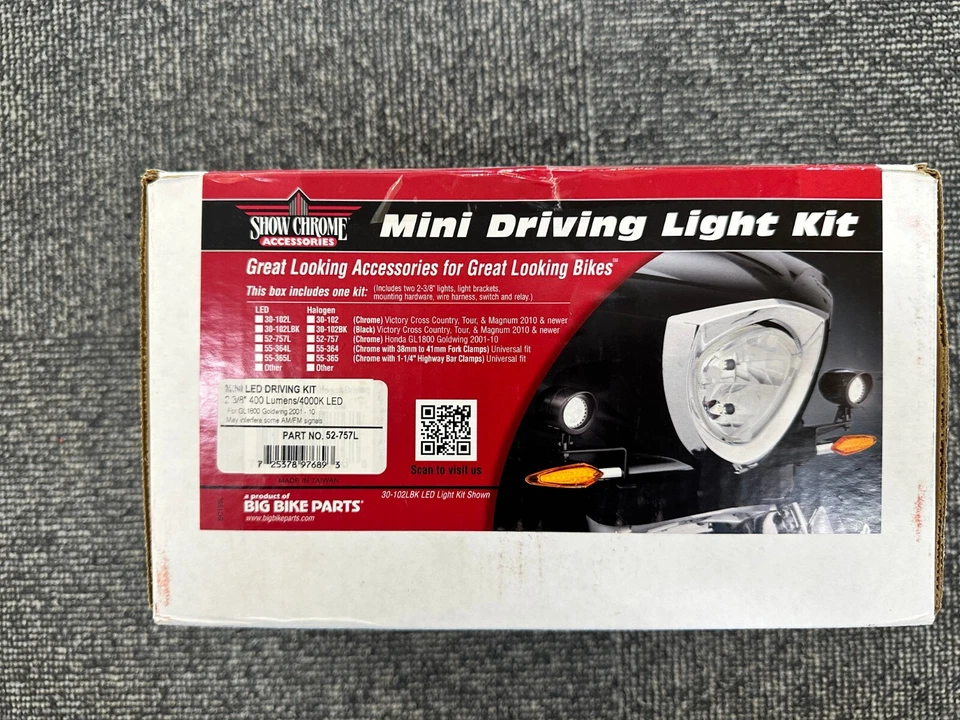 SHOW CHROME
ACCESSORIES
Mini Driving Light Kit
Great Looking Accessories for Great Looking Bikes™
This box includes one kit: (Includes two 2-3/8" lights, light brackets,
mounting hardware, wire harness, switch and relay.)
LED Halogen
30-102L 30-102 (Chrome) Victory Cross Country, Tour, & Magnum 2010 & newer
30-102LBK 30-102BK (Black) Victory Cross Country, Tour, & Magnum 2010 & newer
52-757L 52-757 (Chrome) Honda GL1800 Goldwing 2001-10
55-364L 55-364 (Chrome with 38mm to 41mm Fork Clamps) Universal fit
55-365L 55-365 (Chrome with 1-1/4" Highway Bar Clamps) Universal fit
Other Other
MINI LED DRIVING KIT
2 3/8" 400 Lumens/4000K LED
For GL1800 Goldwing 2001 - 10
May interfere some AM/FM signals
PART NO. 52-757L
7 25378 97689 3
MADE IN TAIWAN
Scan to visit us
a product of
BIG BIKE PARTS®
www.bigbikeparts.com
30-102LBK LED Light Kit Shown